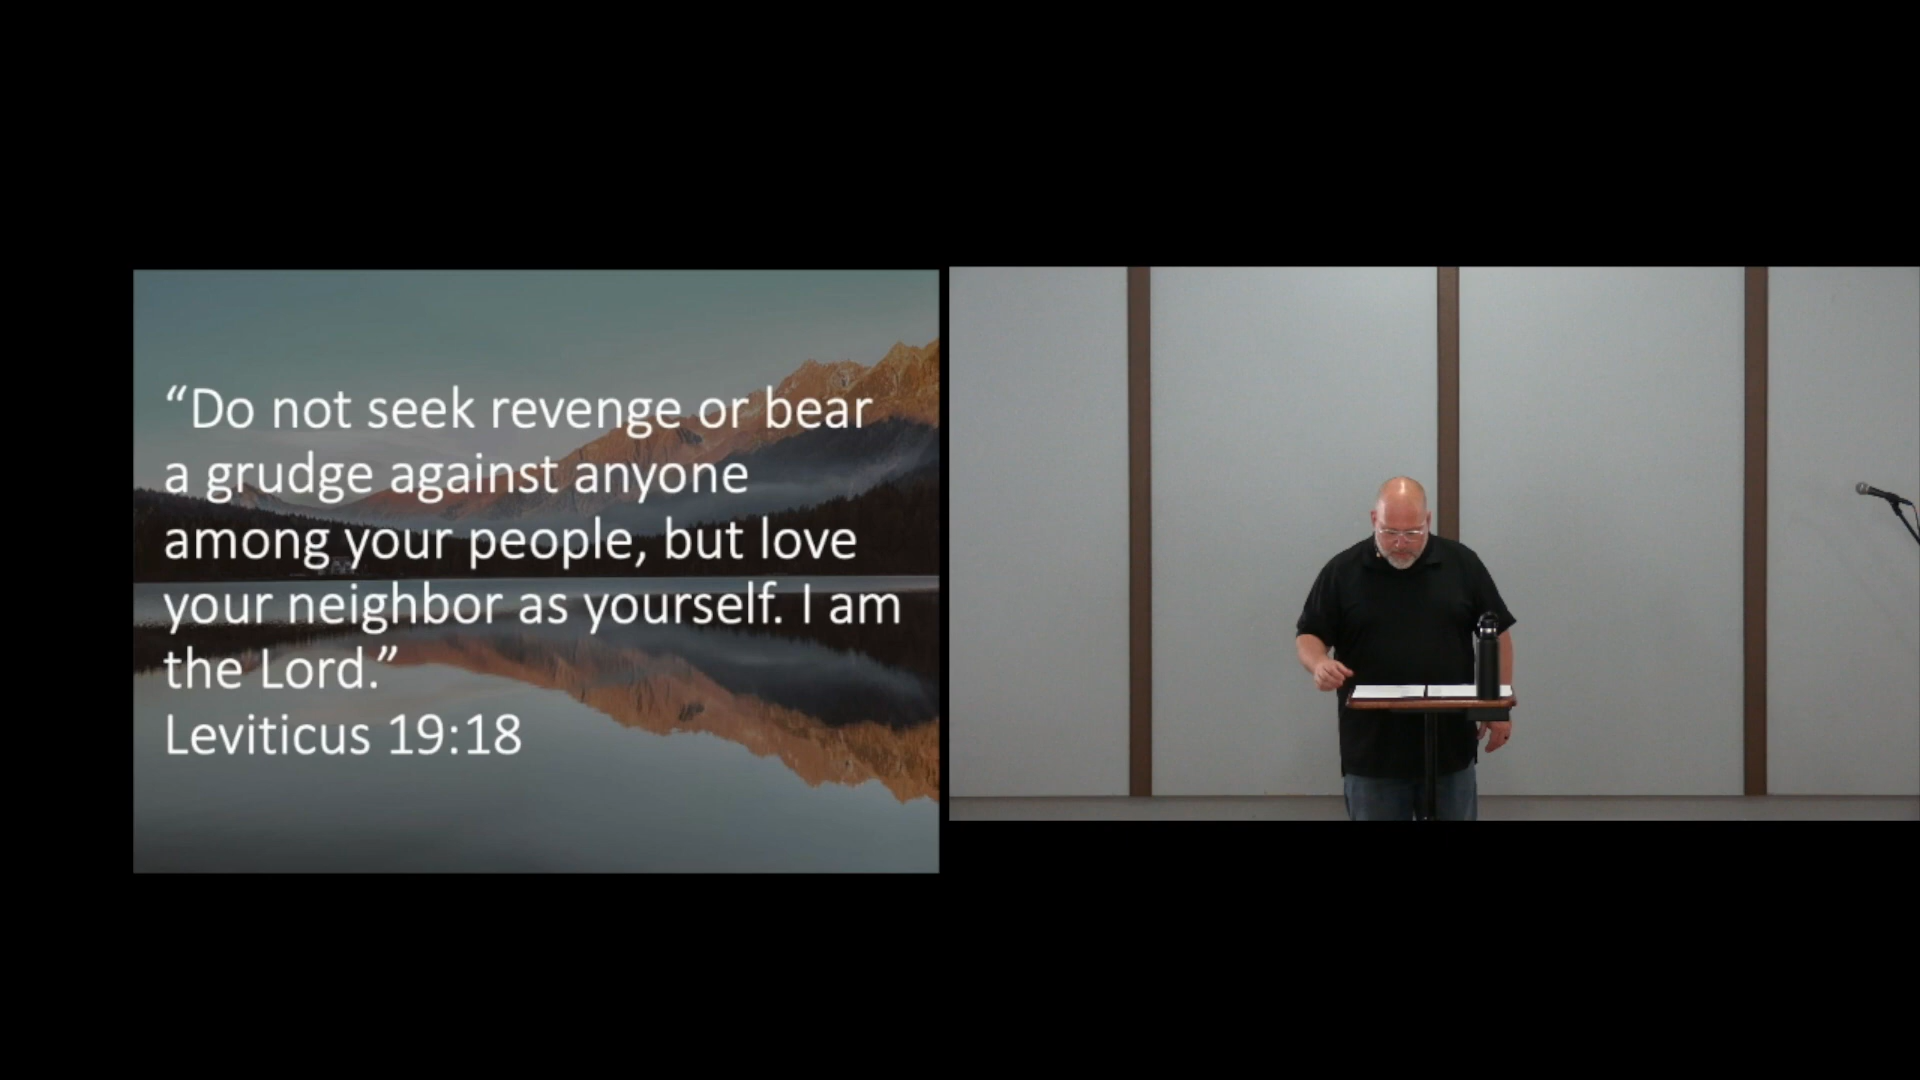 “Do not seek revenge or bear
a grudge against anyone
among your people, but love
your neighbor as yourself. I am
the Lord.”
Leviticus 19:18